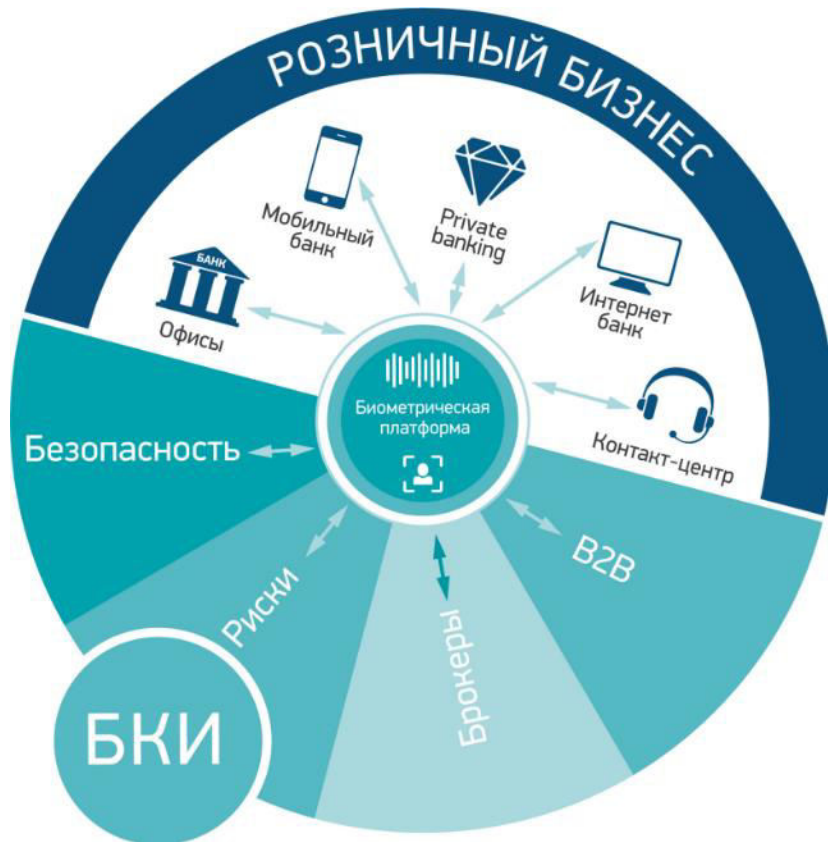 РОЗНИЧНЫЙ БИЗНЕС
Мобильный
банк
Private
banking
БАНК
Офисы
Интернет
банк
Биометрическая
платформа
Контакт-центр
Безопасность
Риски
Брокеры
B2B
БКИ